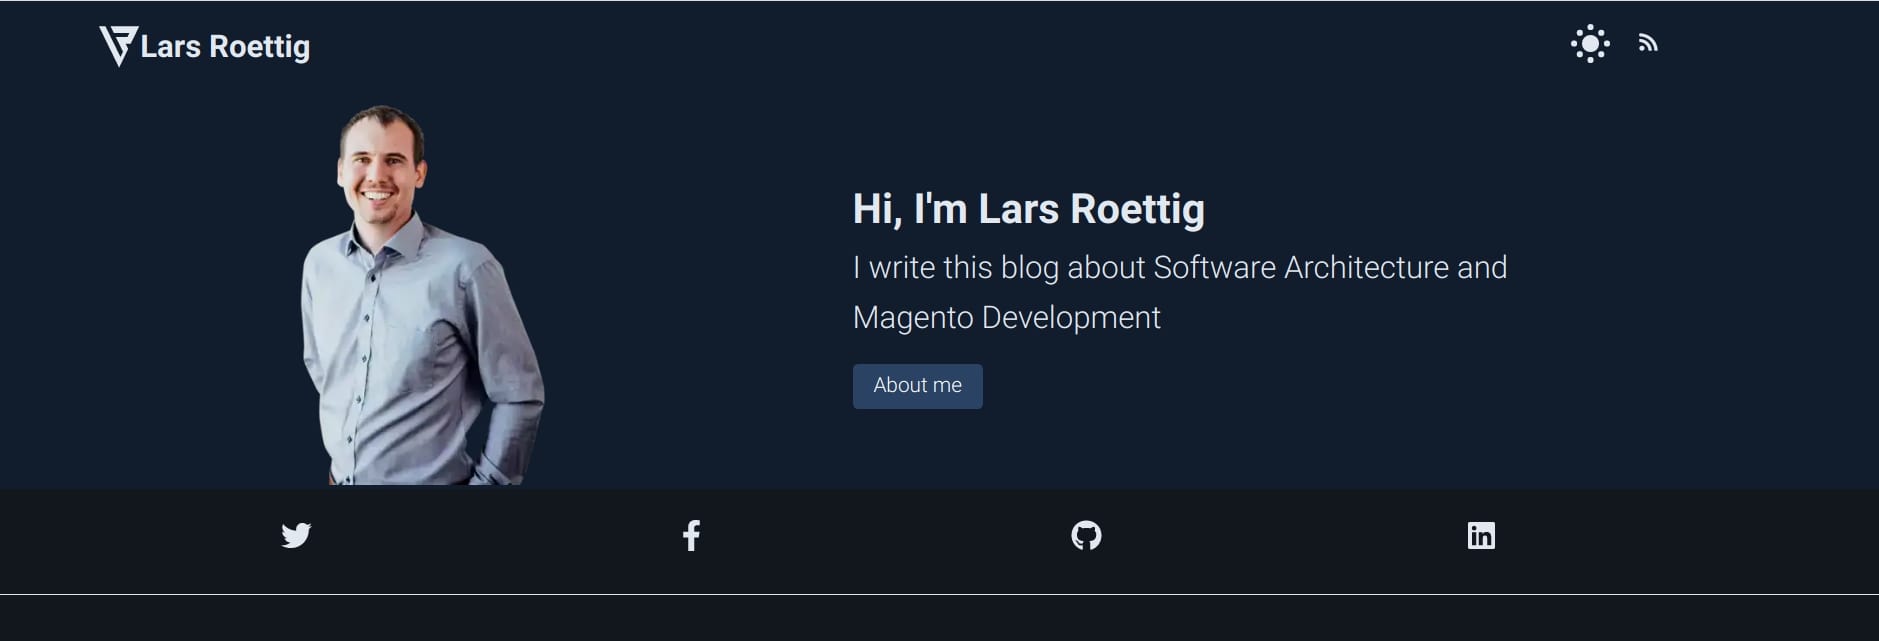 Lars Roettig
Hi, I'm Lars Roettig
I write this blog about Software Architecture and
Magento Development
About me